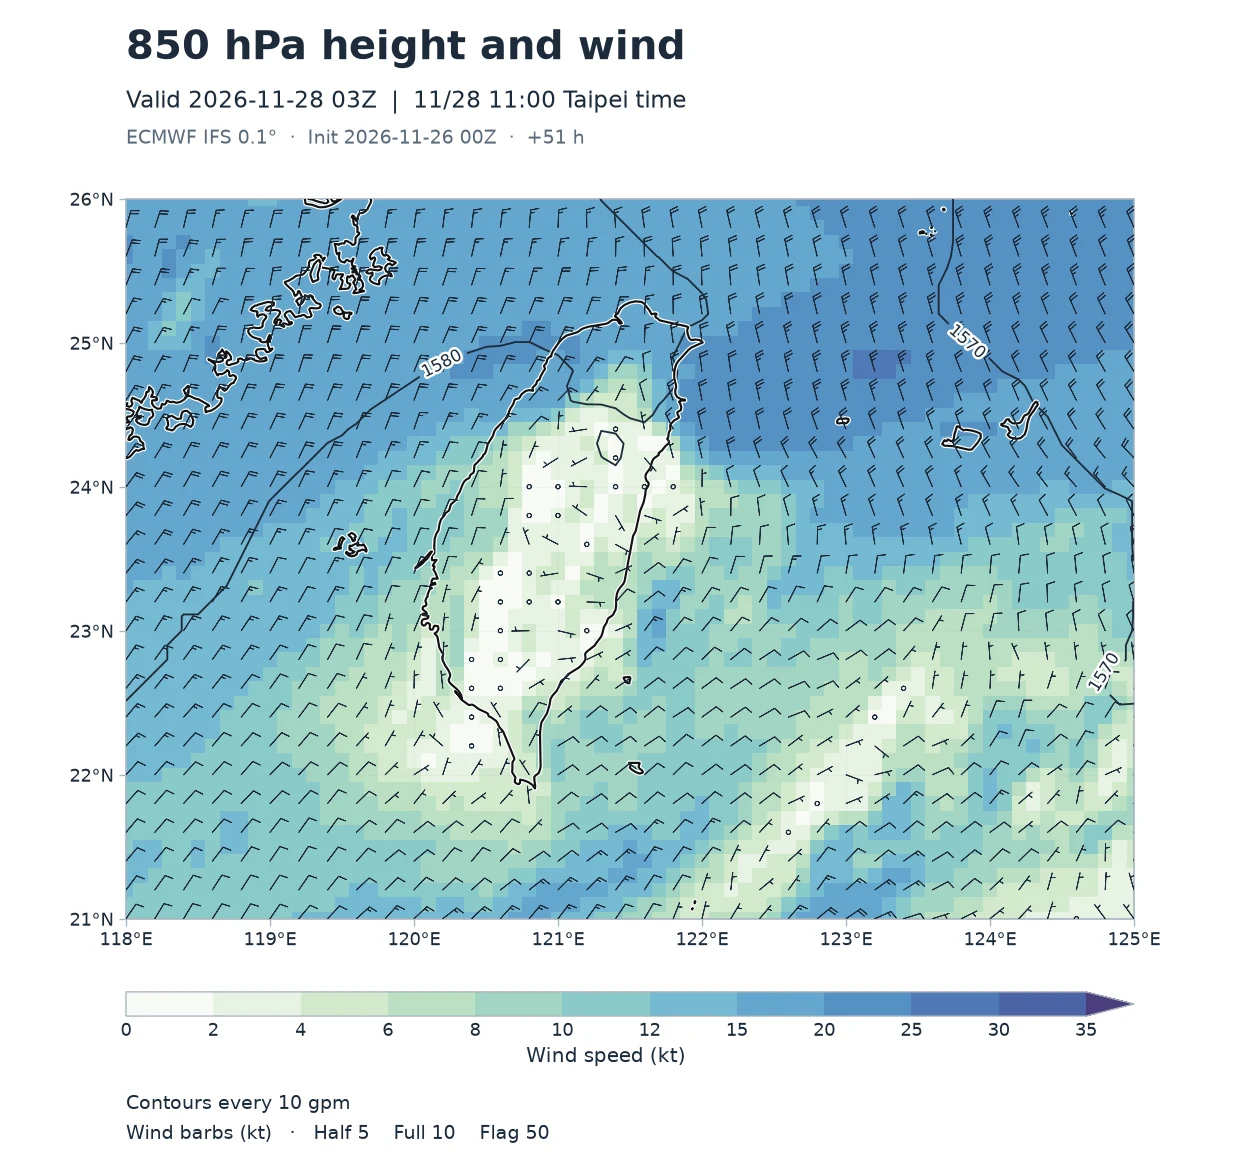 850 hPa height and wind
Valid 2026-11-28 03Z | 11/28 11:00 Taipei time
ECMWF IFS 0.1° · Init 2026-11-26 00Z · +51 h
26°N
25°N
24°N
23°N
22°N
21°N
1580
1570
1570
118°E 119°E 120°E 121°E 122°E 123°E 124°E 125°E
0 2 4 6 8 10 12 15 20 25 30 35
Wind speed (kt)
Contours every 10 gpm
Wind barbs (kt) · Half 5 Full 10 Flag 50